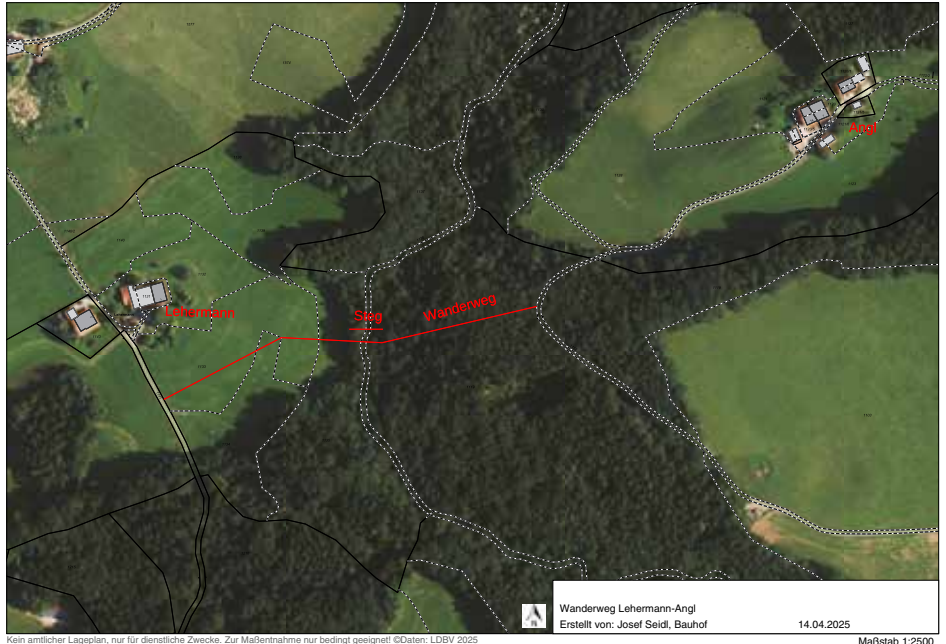 Angl
Lehermann
Steg
Wanderweg
N
Wanderweg Lehermann-Angl
Erstellt von: Josef Seidl, Bauhof 14.04.2025
Kein amtlicher Lageplan, nur für dienstliche Zwecke. Zur Maßentnahme nur bedingt geeignet! ©Daten: LDBV 2025 Maßstab 1:2500